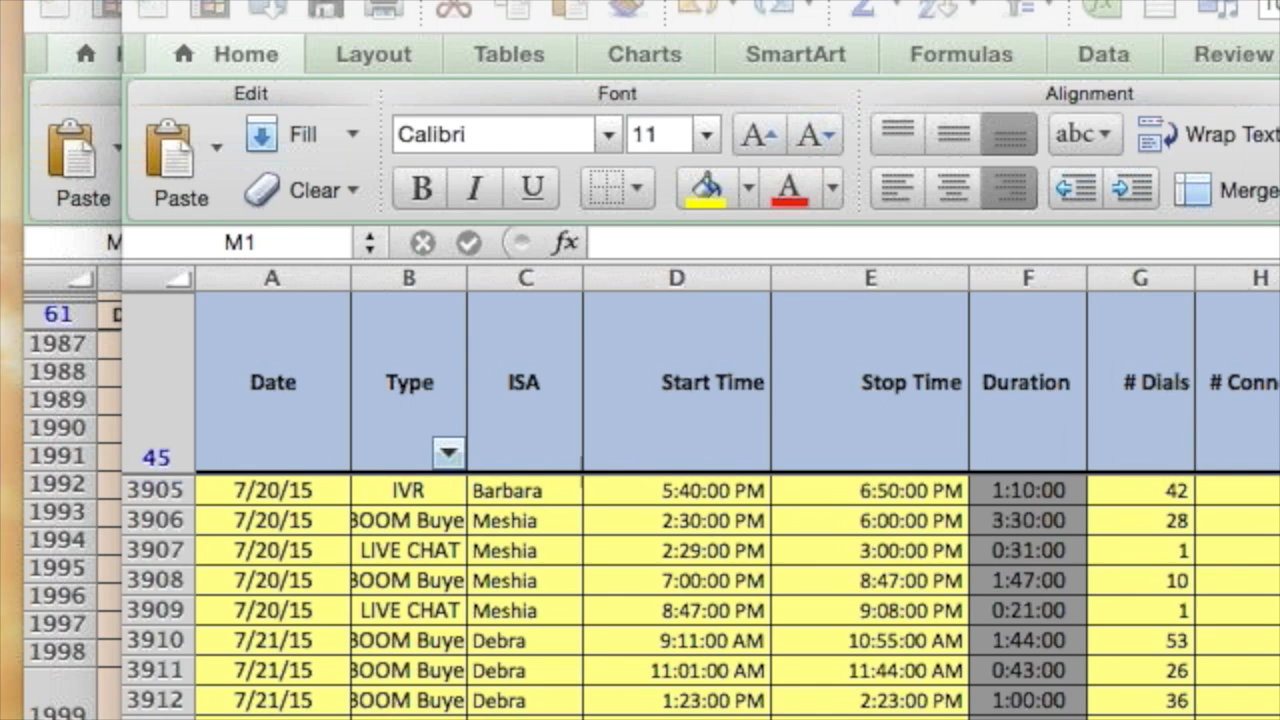 Home Layout Tables Charts SmartArt Formulas Data Review
Edit Font Alignment
Calibri 11 A A abc Wrap Text
Fill
Paste Paste Clear B I U A Merge
M1 fx
A B C D E F G H
61
1987
1988
1989
1990
1991
1992
1993
1994
1995
1996
1997
1998
1999
Date Type ISA Start Time Stop Time Duration # Dials # Conn
45
3905 7/20/15 IVR Barbara 5:40:00 PM 6:50:00 PM 1:10:00 42
3906 7/20/15 BOOM Buye Meshia 2:30:00 PM 6:00:00 PM 3:30:00 28
3907 7/20/15 LIVE CHAT Meshia 2:29:00 PM 3:00:00 PM 0:31:00 1
3908 7/20/15 BOOM Buye Meshia 7:00:00 PM 8:47:00 PM 1:47:00 10
3909 7/20/15 LIVE CHAT Meshia 8:47:00 PM 9:08:00 PM 0:21:00 1
3910 7/21/15 BOOM Buye Debra 9:11:00 AM 10:55:00 AM 1:44:00 53
3911 7/21/15 BOOM Buye Debra 11:01:00 AM 11:44:00 AM 0:43:00 26
3912 7/21/15 BOOM Buye Debra 1:23:00 PM 2:23:00 PM 1:00:00 36